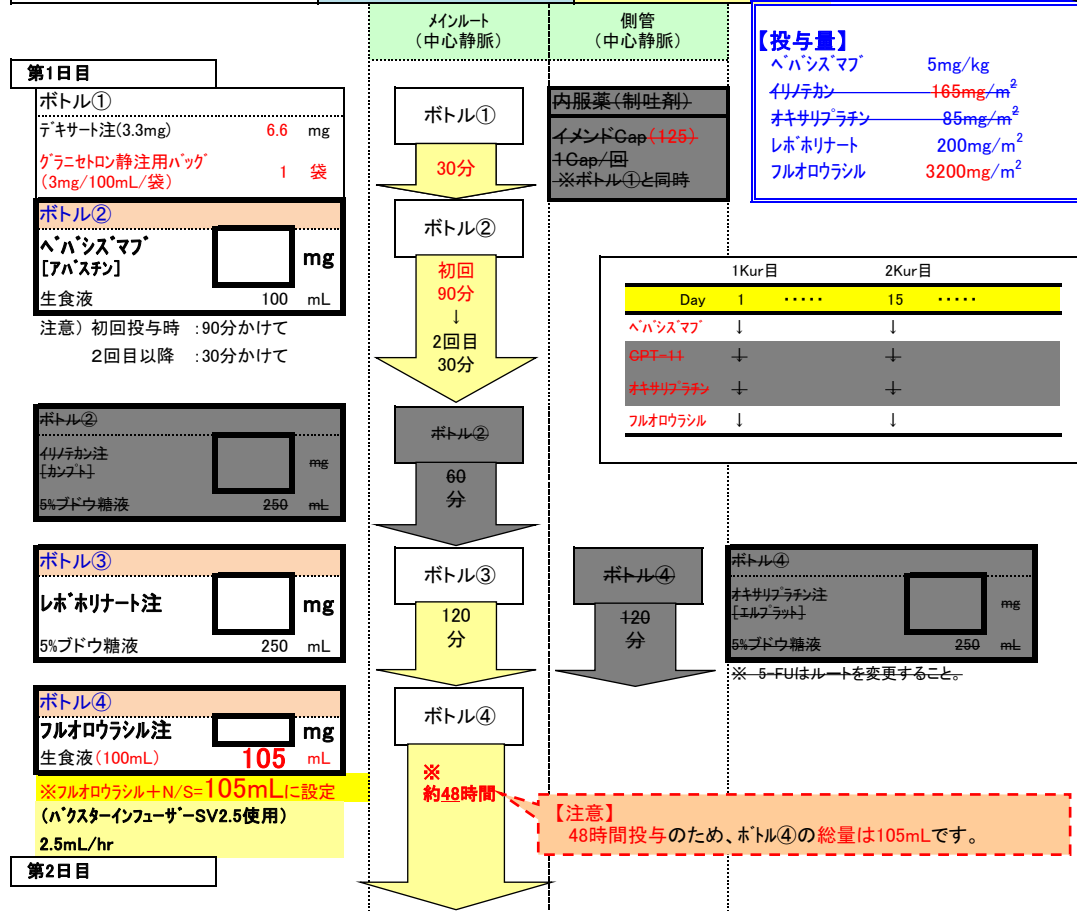 メインルート
（中心静脈）
側管
（中心静脈）
【投与量】
ベバシズマブ 5mg/kg
イリノテカン 165mg/m²
オキサリプラチン 85mg/m²
レボホリナート 200mg/m²
フルオロウラシル 3200mg/m²
第1日目
ボトル①
デキサート注(3.3mg) 6.6 mg
グラニセトロン静注用バッグ
(3mg/100mL/袋) 1 袋
ボトル①
30分
内服薬（制吐剤）
イメンドCap(125)
1Cap/回
※ボトル①と同時
ボトル②
ベバシズマブ
[アバスチン] mg
生食液 100 mL
注意）初回投与時 :90分かけて
2回目以降 :30分かけて
ボトル②
初回
90分
↓
2回目
30分
1Kur目 2Kur目
Day 1 ・・・・・ 15 ・・・・・
ベバシズマブ ↓ ↓
CPT-11 ↓ ↓
オキサリプラチン ↓ ↓
フルオロウラシル ↓ ↓
ボトル②
イリノテカン注
[カンプト] mg
5%ブドウ糖液 250 mL
ボトル②
60
分
ボトル③
レボホリナート注 mg
5%ブドウ糖液 250 mL
ボトル③
120
分
ボトル④
120
分
ボトル④
オキサリプラチン注
[エルプラット] mg
5%ブドウ糖液 250 mL
※ 5-FUはルートを変更すること。
ボトル④
フルオロウラシル注 mg
生食液(100mL) 105 mL
※フルオロウラシル＋N/S=105mLに設定
(バクスターインフューザーSV2.5使用)
2.5mL/hr
ボトル④
※
約48時間
【注意】
48時間投与のため、ボトル④の総量は105mLです。
第2日目